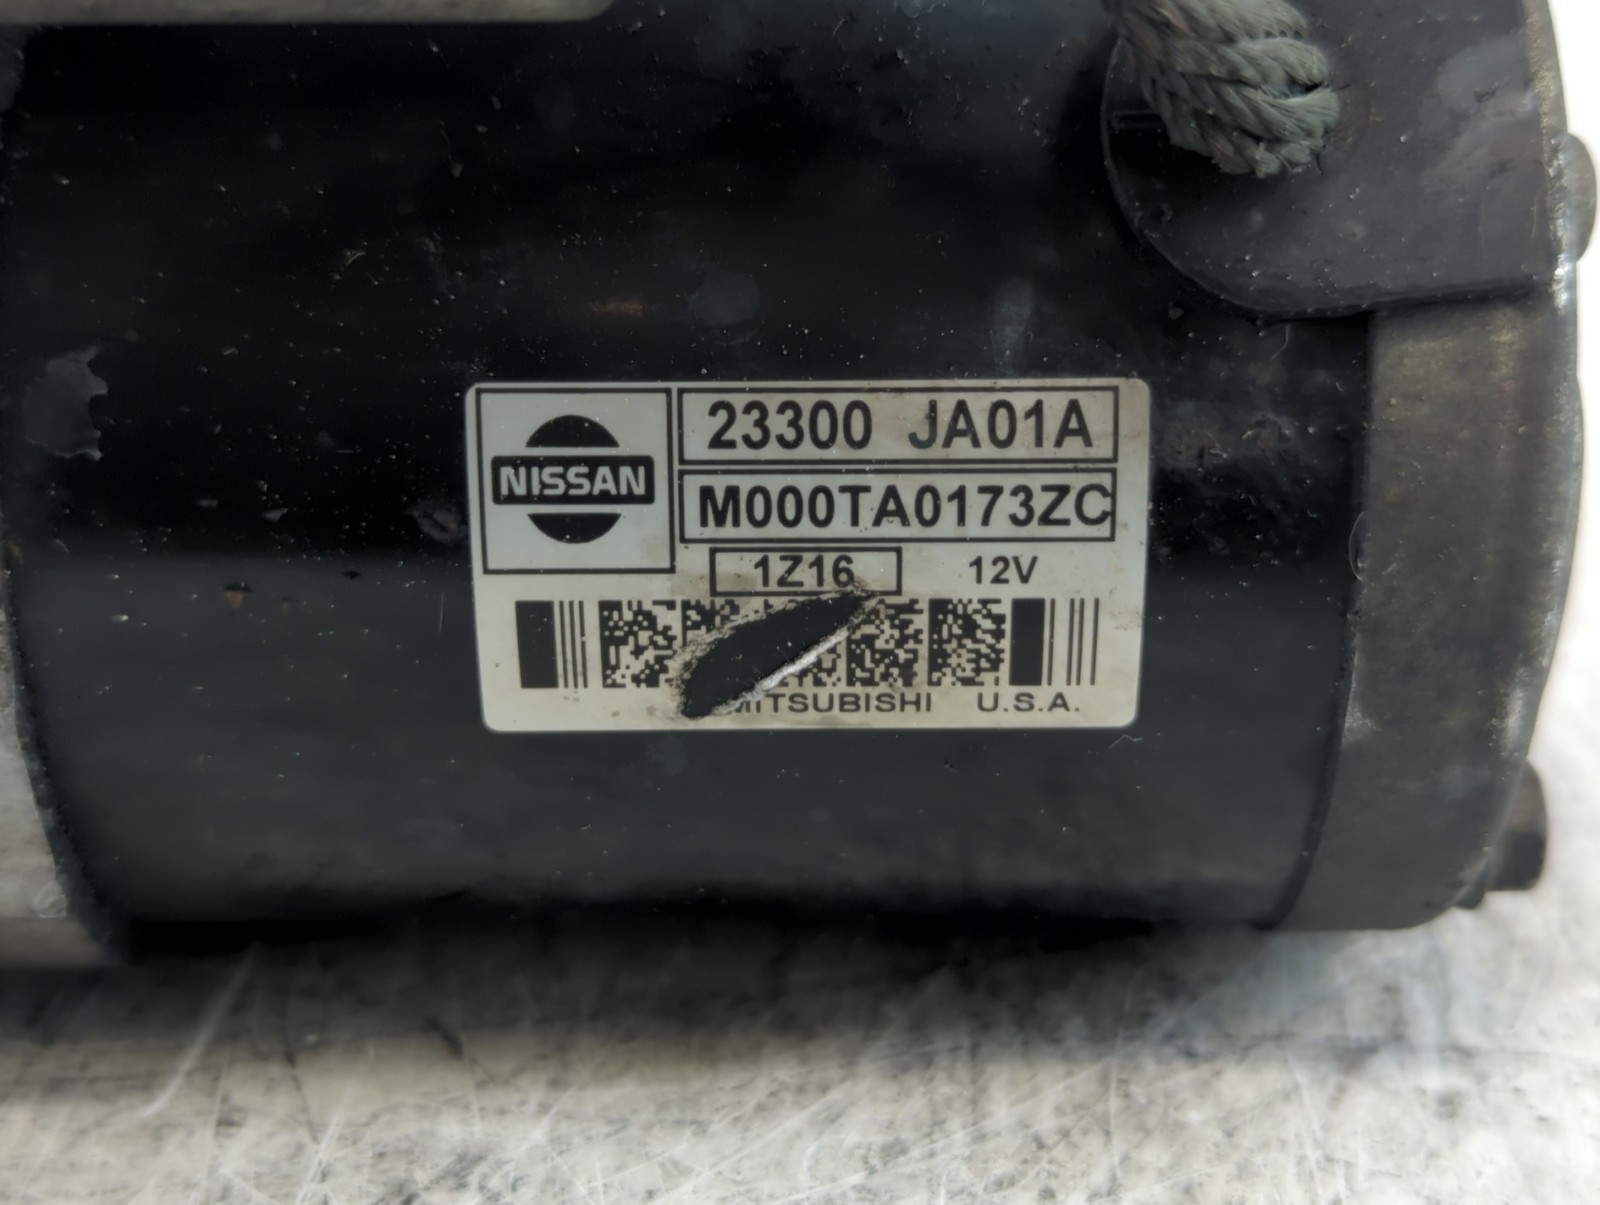 NISSAN
23300 JA01A
M000TA0173ZC
1Z16 12V
MITSUBISHI U.S.A.